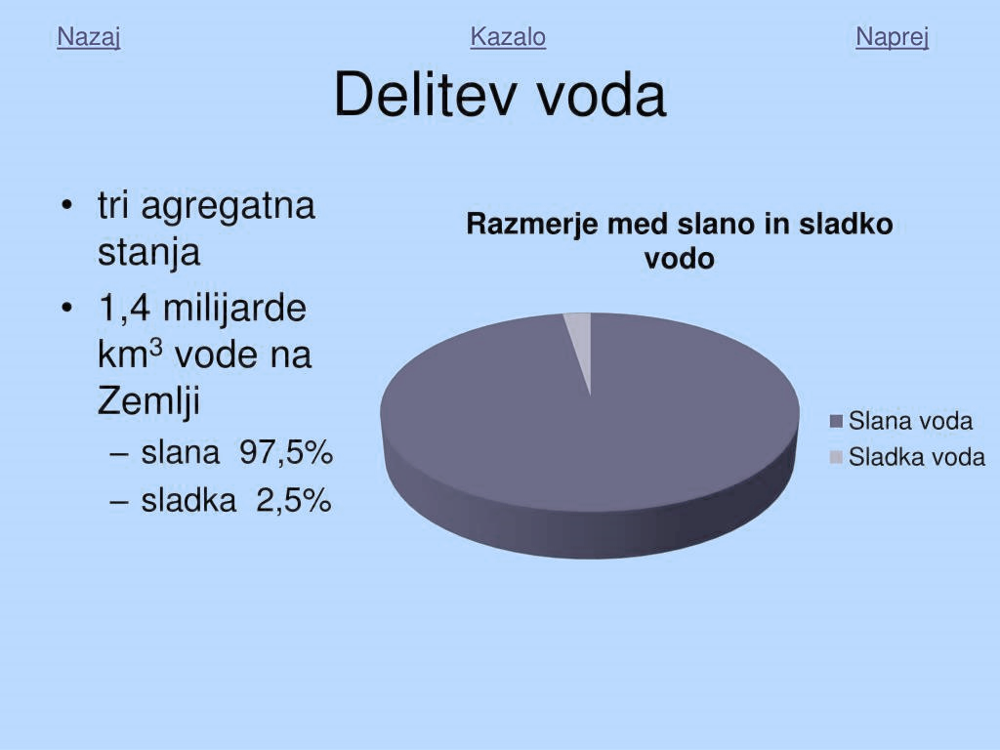 Nazaj
Kazalo
Naprej
Delitev voda
• tri agregatna
stanja
• 1,4 milijarde
km³ vode na
Zemlji
– slana 97,5%
– sladka 2,5%
Razmerje med slano in sladko
vodo
Slana voda
Sladka voda